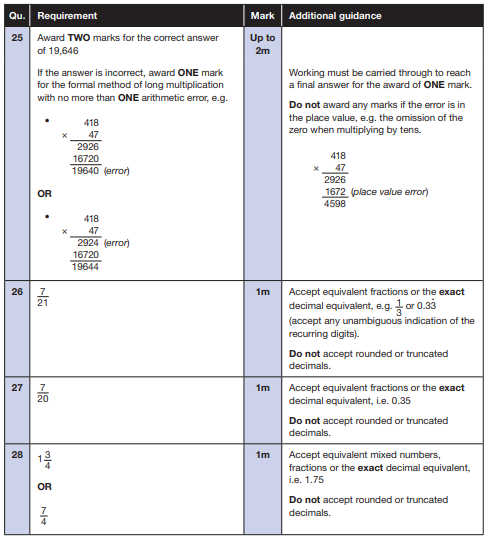 Qu. Requirement Mark Additional guidance
25 Award TWO marks for the correct answer of 19,646
Up to 2m
If the answer is incorrect, award ONE mark
for the formal method of long multiplication
with no more than ONE arithmetic error, e.g.
• 418
× 47
2926
16720
19640 (error)
OR
• 418
× 47
2924 (error)
16720
19644
Working must be carried through to reach
a final answer for the award of ONE mark.
Do not award any marks if the error is in
the place value, e.g. the omission of the
zero when multiplying by tens.
418
× 47
2926
1672 (place value error)
4598
26 7/21 1m
Accept equivalent fractions or the exact
decimal equivalent, e.g. 1/3 or 0.33̇
(accept any unambiguous indication of the
recurring digits).
Do not accept rounded or truncated
decimals.
27 7/20 1m
Accept equivalent fractions or the exact
decimal equivalent, i.e. 0.35
Do not accept rounded or truncated
decimals.
28 1 3/4
OR
7/4
1m
Accept equivalent mixed numbers,
fractions or the exact decimal equivalent,
i.e. 1.75
Do not accept rounded or truncated
decimals.